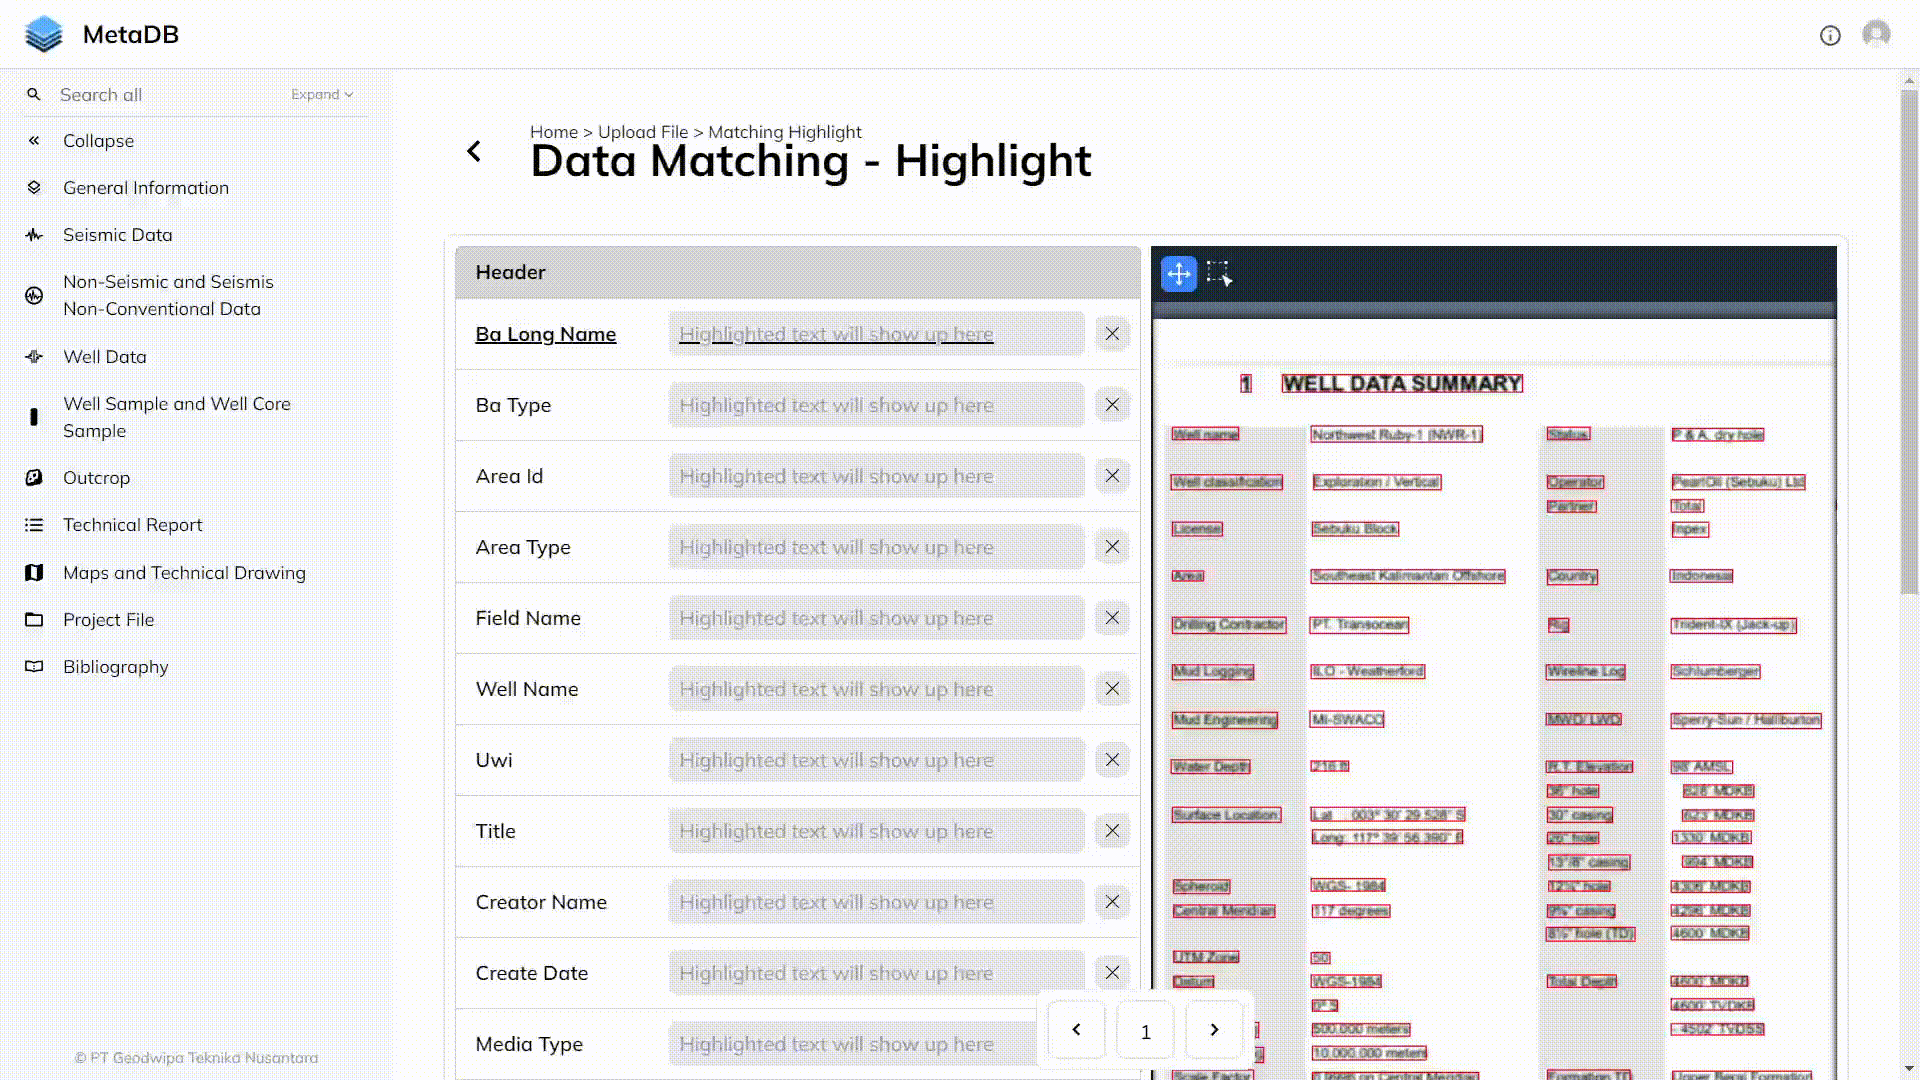 MetaDB
Search all
Expand
Collapse
General Information
Seismic Data
Non-Seismic and Seismis
Non-Conventional Data
Well Data
Well Sample and Well Core
Sample
Outcrop
Technical Report
Maps and Technical Drawing
Project File
Bibliography
© PT Geodwipa Teknika Nusantara
Home > Upload File > Matching Highlight
Data Matching - Highlight
Header
Ba Long Name Highlighted text will show up here
Ba Type Highlighted text will show up here
Area Id Highlighted text will show up here
Area Type Highlighted text will show up here
Field Name Highlighted text will show up here
Well Name Highlighted text will show up here
Uwi Highlighted text will show up here
Title Highlighted text will show up here
Creator Name Highlighted text will show up here
Create Date Highlighted text will show up here
Media Type Highlighted text will show up here
1
1 WELL DATA SUMMARY
Well name Northwest Ruby-1 (NWR-1) Status P & A, dry hole
Well classification Exploration / Vertical Operator PearlOil (Sebuku) Ltd
Partner Total
License Sebuku Block Inpex
Area Southeast Kalimantan Offshore Country Indonesia
Drilling Contractor PT. Transocean Rig Trident-IX (Jack-up)
Mud Logging ILO - Weatherford Wireline Log Schlumberger
Mud Engineering MI-SWACO MWD/ LWD Sperry-Sun / Halliburton
Water Depth 216 ft R.T. Elevation 98' AMSL
36" hole 628' MDKB
Surface Location Lat : 003° 30' 29.528" S 30" casing 623' MDKB
Long: 117° 39' 56.390" E 26" hole 1330' MDKB
casing 994' MDKB
Spheroid WGS- 1984 12¼" hole 4306' MDKB
Central Meridian 117 degrees 9⅝" casing 4296' MDKB
8½" hole (TD) 4600' MDKB
UTM Zone 50
Datum WGS-1984 Total Depth 4600' MDKB
4600' TVDKB
500,000 meters - 4502' TVDSS
10,000,000 meters
Scale Factor on Central Meridian Formation TD Upper Berai Formation